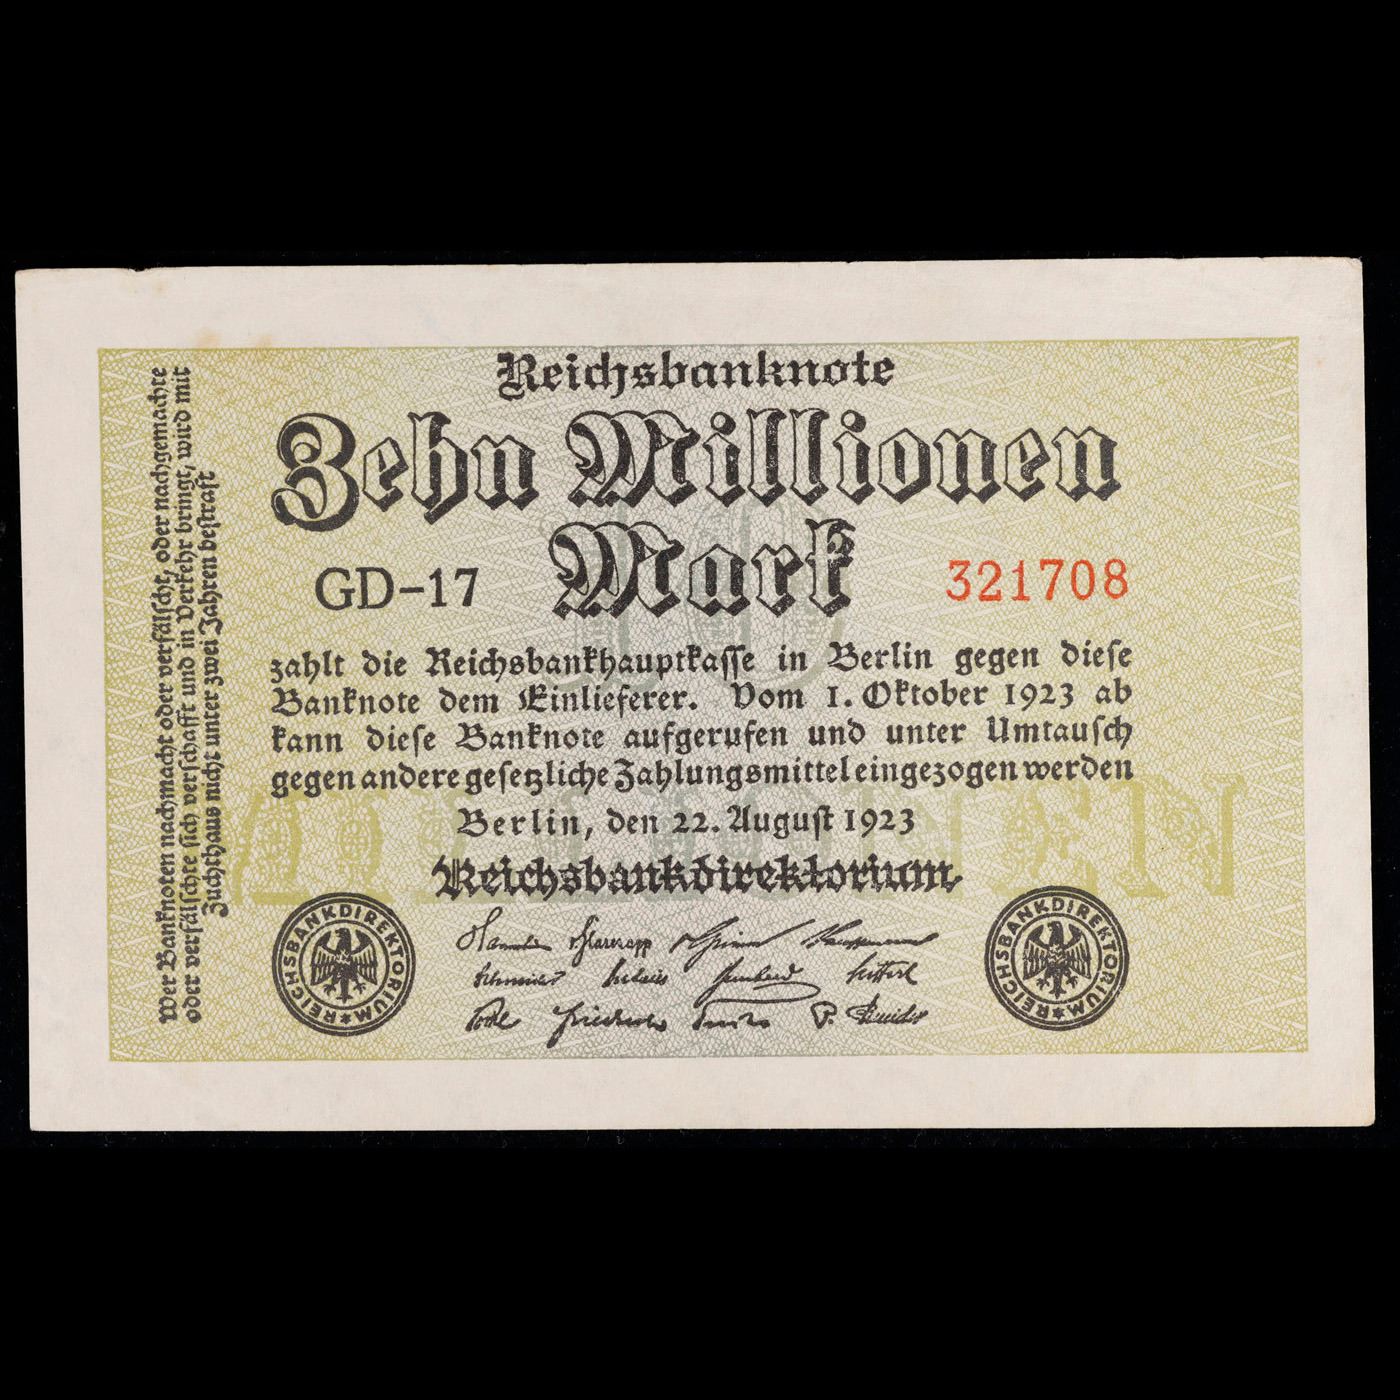 Reichsbanknote
Zehn Millionen
Mark
GD-17
321708
zahlt die Reichsbankhauptkasse in Berlin gegen diese
Banknote dem Einlieferer. Vom 1. Oktober 1923 ab
kann diese Banknote aufgerufen und unter Umtausch
gegen andere gesetzliche Zahlungsmittel eingezogen werden
Berlin, den 22. August 1923
Reichsbankdirektorium
Wer Banknoten nachmacht oder verfälscht, oder nachgemachte
oder verfälschte sich verschafft und in Verkehr bringt, wird mit
Zuchthaus nicht unter zwei Jahren bestraft
REICHSBANKDIREKTORIUM
REICHSBANKDIREKTORIUM
10